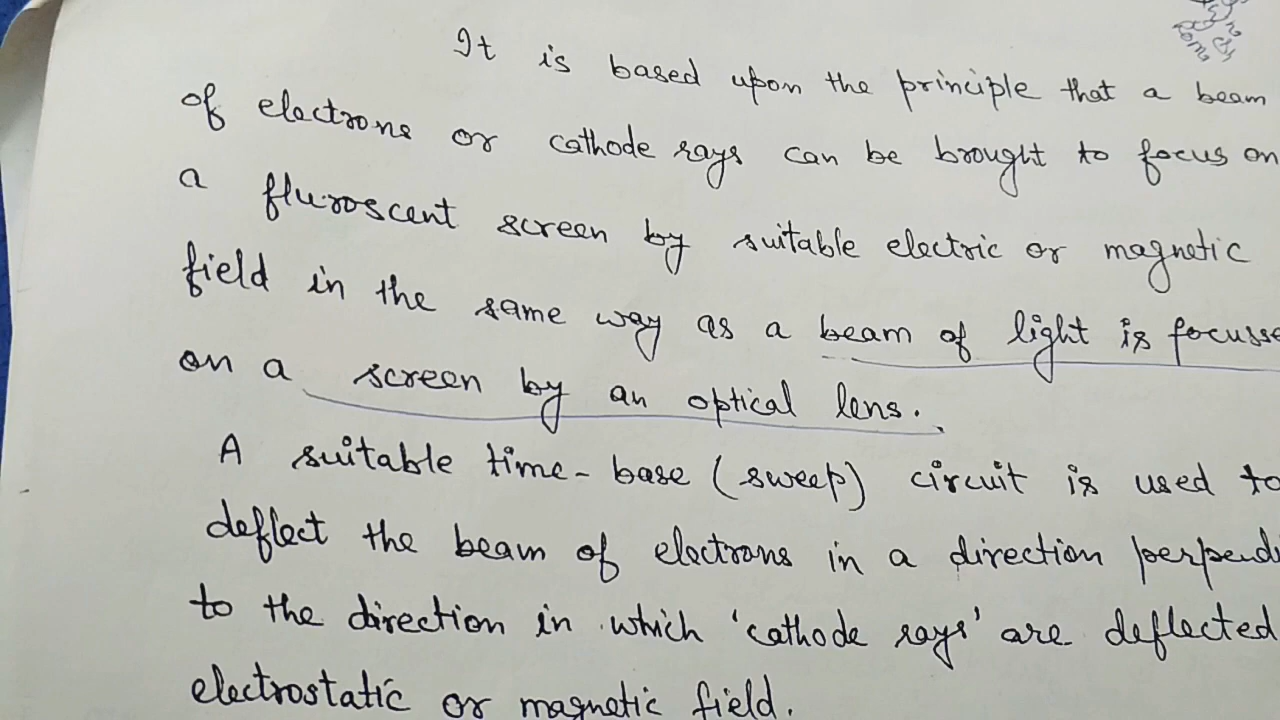 It is based upon the principle that a beam
of electrons or cathode rays can be brought to focus on
a fluroscent screen by suitable electric or magnetic
field in the same way as a beam of light is focusse
on a screen by an optical lens.
A suitable time-base (sweep) circuit is used to
deflect the beam of electrons in a direction perpendi
to the direction in which 'cathode rays' are deflected
electrostatic or magnetic field.